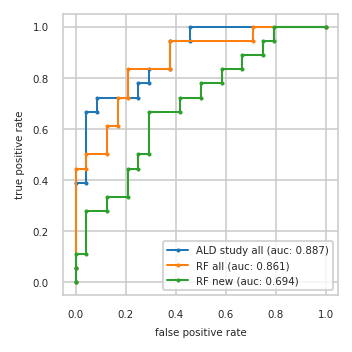 1.0
0.8
0.6
0.4
0.2
0.0
true positive rate
ALD study all (auc: 0.887)
RF all (auc: 0.861)
RF new (auc: 0.694)
0.0 0.2 0.4 0.6 0.8 1.0
false positive rate